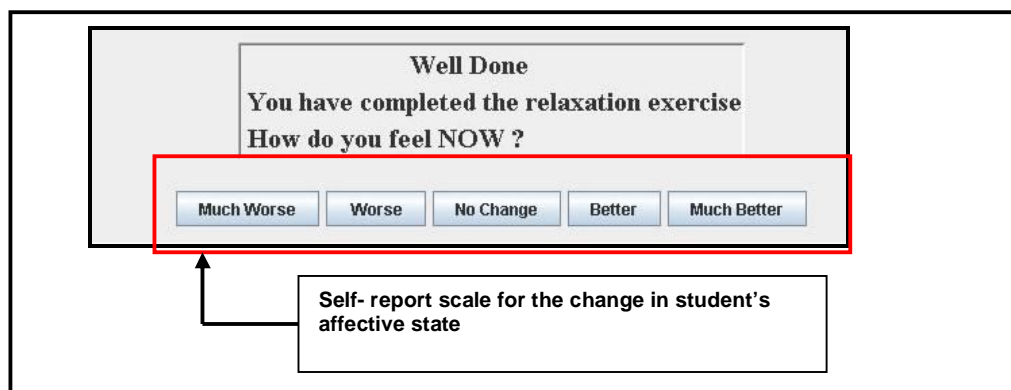 Well Done
You have completed the relaxation exercise
How do you feel NOW ?
Much Worse Worse No Change Better Much Better
Self- report scale for the change in student's
affective state